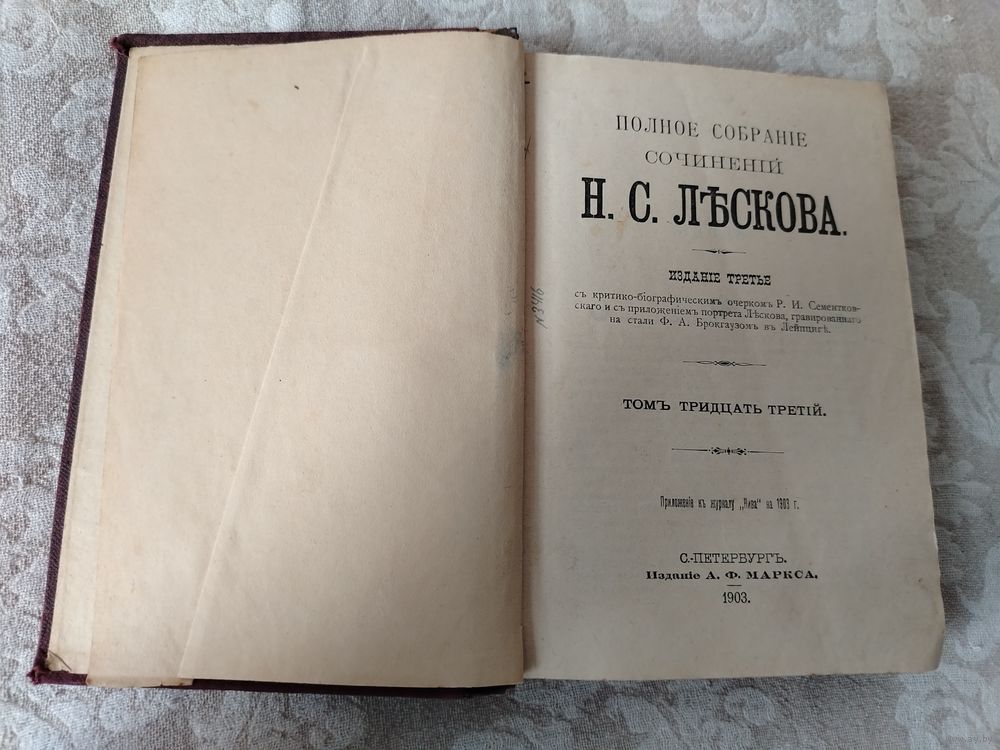 ПОЛНОЕ СОБРАНІЕ
СОЧИНЕНІЙ
Н. С. ЛѢСКОВА.
ИЗДАНІЕ ТРЕТЬЕ
съ критико-біографическимъ очеркомъ Р. И. Сементков-
скаго и съ приложеніемъ портрета Лѣскова, гравированнаго
на стали Ф. А. Брокгаузомъ въ Лейпцигѣ.
ТОМЪ ТРИДЦАТЬ ТРЕТІЙ.
Приложеніе къ журналу „Нива“ на 1903 г.
С.-ПЕТЕРБУРГЪ.
Изданіе А. Ф. МАРКСА.
1903.